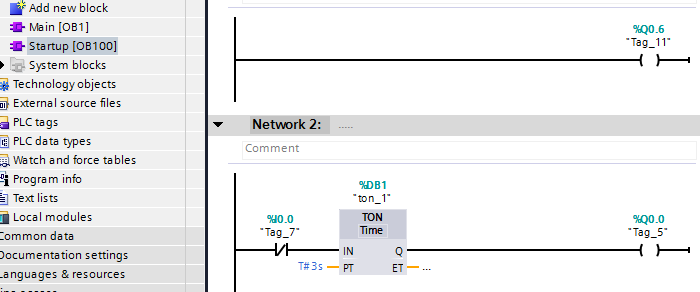 Add new block
Main [OB1]
Startup [OB100]
System blocks
Technology objects
External source files
PLC tags
PLC data types
Watch and force tables
Program info
Text lists
Local modules
Common data
Documentation settings
Languages & resources
%Q0.6
"Tag_11"
Network 2: .....
Comment
%DB1
"ton_1"
%I0.0
"Tag_7"
TON
Time
%Q0.0
"Tag_5"
IN Q
T#3s PT ET ...